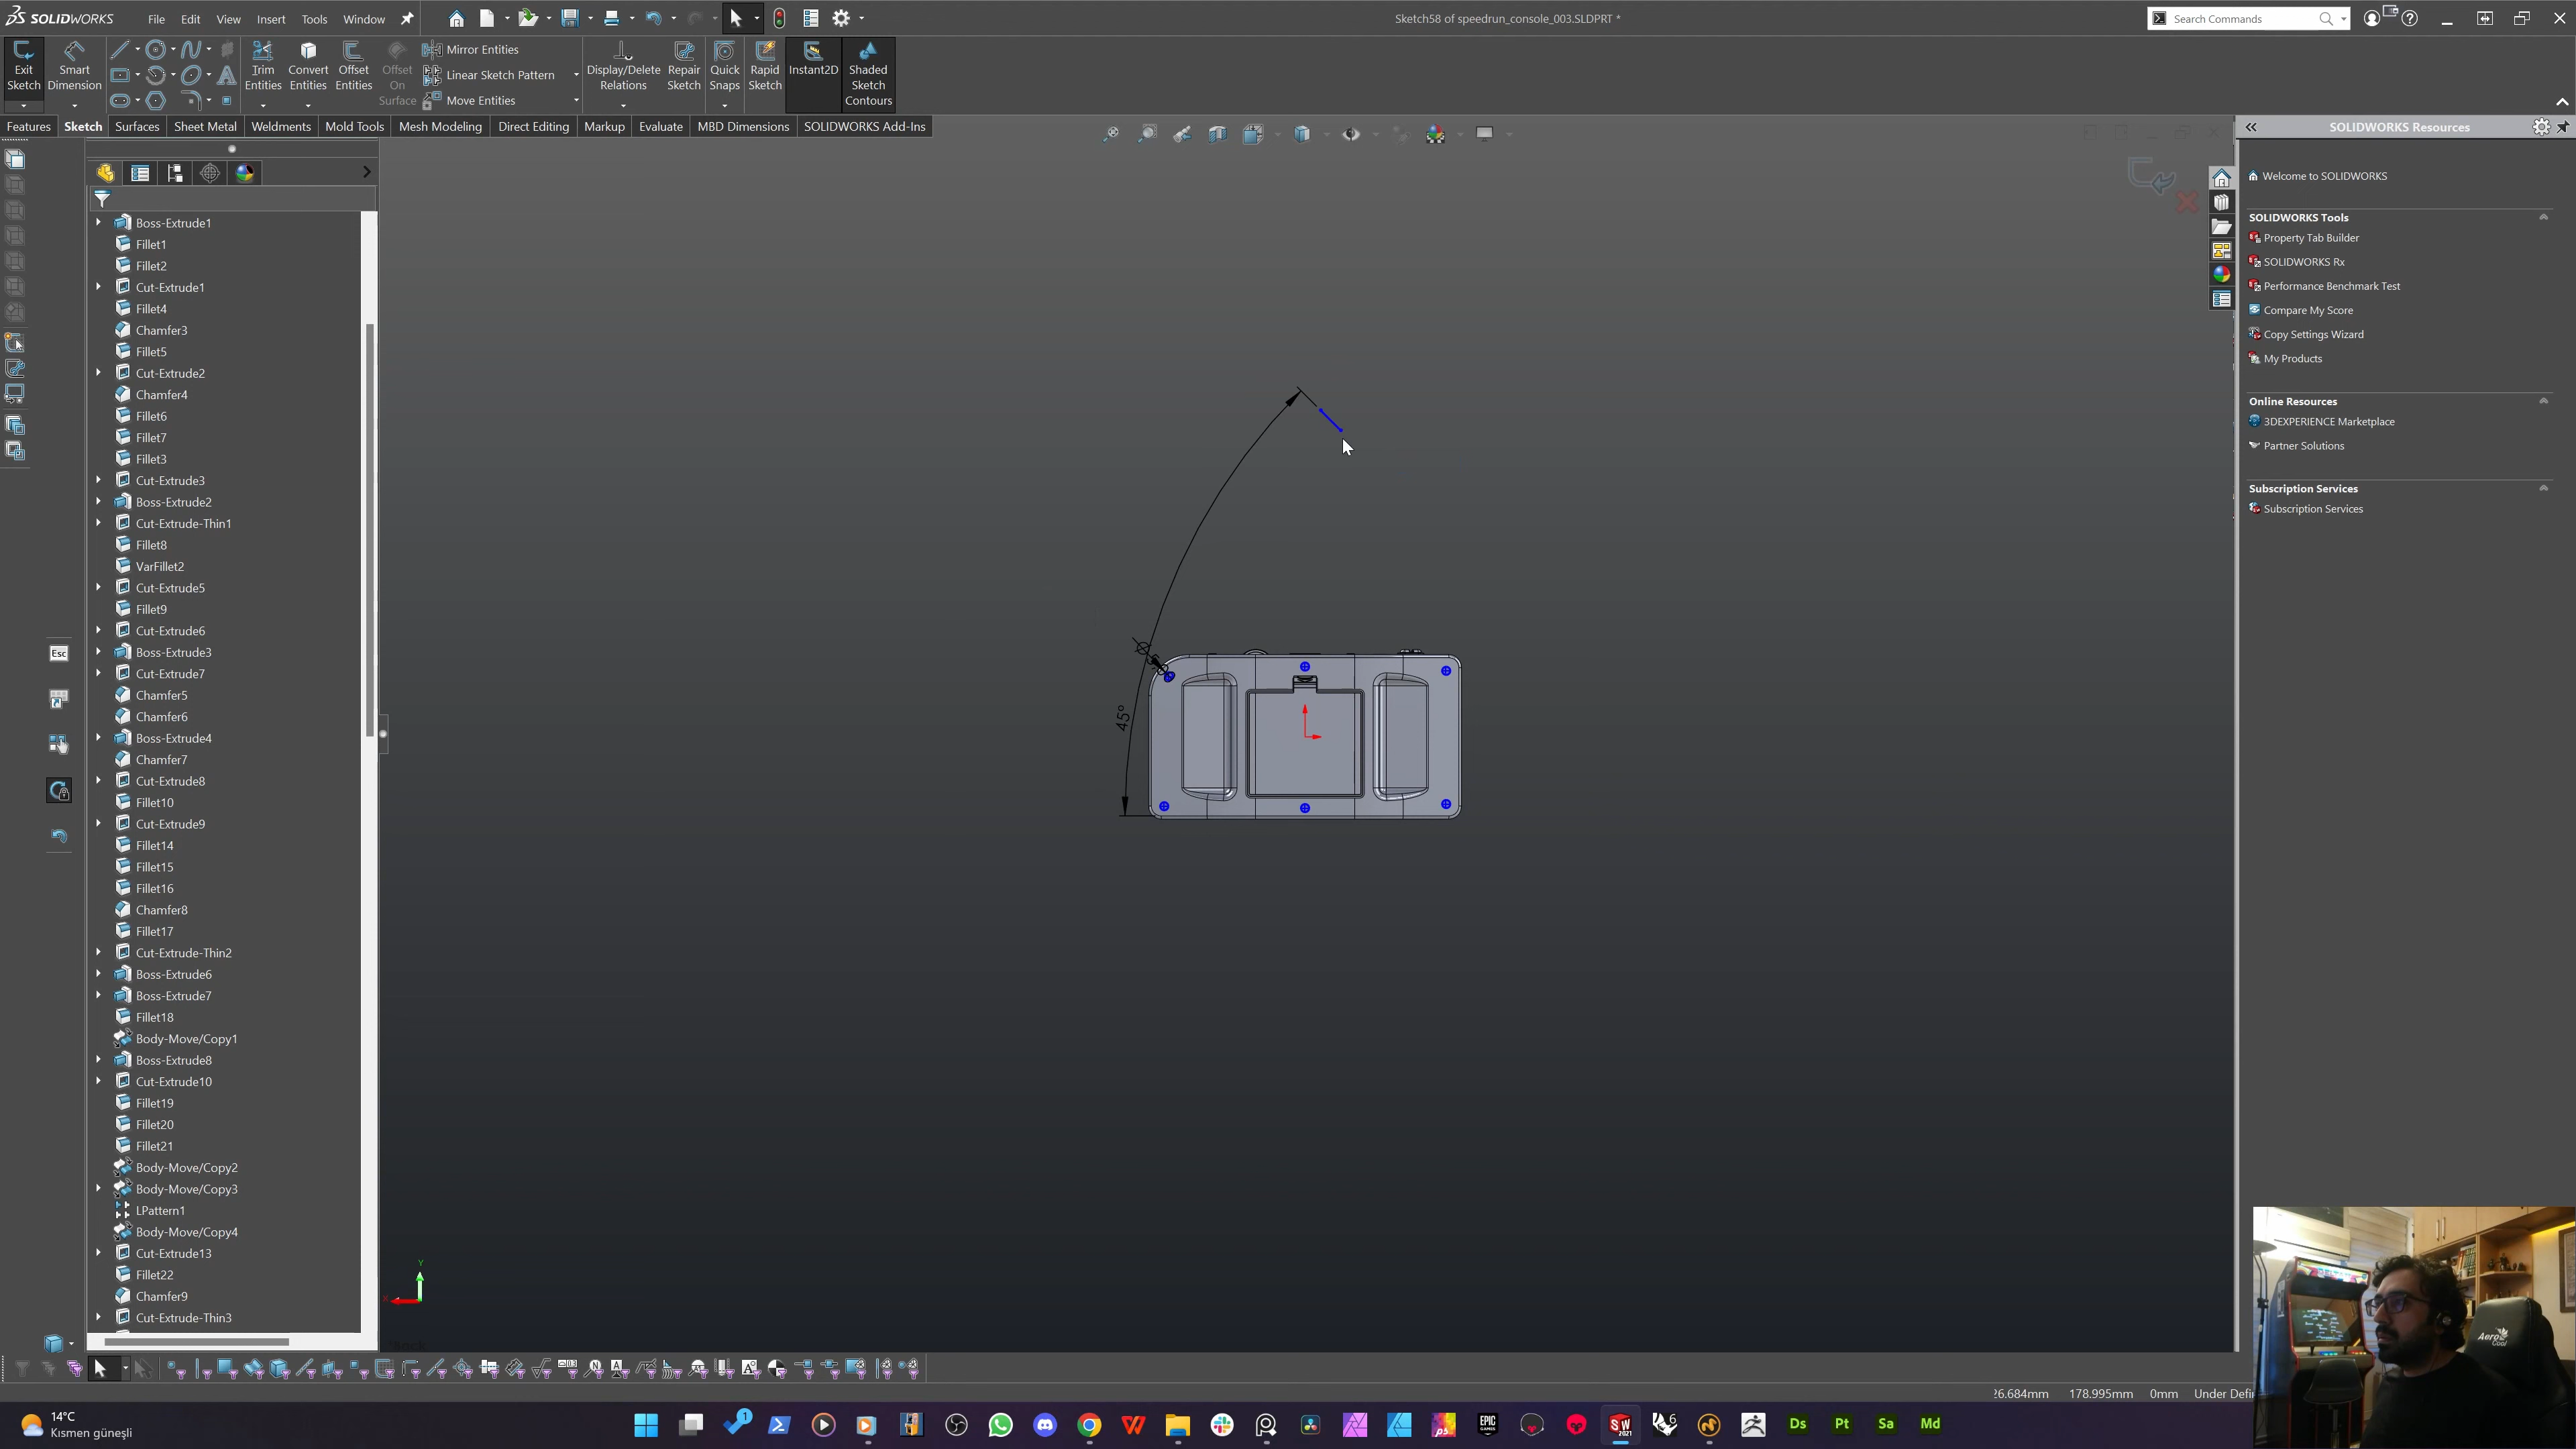 SOLIDWORKS
File Edit View Insert Tools Window
Sketch58 of speedrun_console_003.SLDPRT *
Search Commands
Exit Sketch
Smart Dimension
Trim Entities
Convert Entities
Offset Entities
Offset On Surface
Mirror Entities
Linear Sketch Pattern
Move Entities
Display/Delete Relations
Repair Sketch
Quick Snaps
Rapid Sketch
Instant2D
Shaded Sketch Contours
Features Sketch Surfaces Sheet Metal Weldments Mold Tools Mesh Modeling Direct Editing Markup Evaluate MBD Dimensions SOLIDWORKS Add-Ins
Boss-Extrude1
Fillet1
Fillet2
Cut-Extrude1
Fillet4
Chamfer3
Fillet5
Cut-Extrude2
Chamfer4
Fillet6
Fillet7
Fillet3
Cut-Extrude3
Boss-Extrude2
Cut-Extrude-Thin1
Fillet8
VarFillet2
Cut-Extrude5
Fillet9
Cut-Extrude6
Boss-Extrude3
Cut-Extrude7
Chamfer5
Chamfer6
Boss-Extrude4
Chamfer7
Cut-Extrude8
Fillet10
Cut-Extrude9
Fillet14
Fillet15
Fillet16
Chamfer8
Fillet17
Cut-Extrude-Thin2
Boss-Extrude6
Boss-Extrude7
Fillet18
Body-Move/Copy1
Boss-Extrude8
Cut-Extrude10
Fillet19
Fillet20
Fillet21
Body-Move/Copy2
Body-Move/Copy3
LPattern1
Body-Move/Copy4
Cut-Extrude13
Fillet22
Chamfer9
Cut-Extrude-Thin3
Esc
45°
Y
X
SOLIDWORKS Resources
Welcome to SOLIDWORKS
SOLIDWORKS Tools
Property Tab Builder
SOLIDWORKS Rx
Performance Benchmark Test
Compare My Score
Copy Settings Wizard
My Products
Online Resources
3DEXPERIENCE Marketplace
Partner Solutions
Subscription Services
Subscription Services
26.684mm 178.995mm 0mm Under Defi
14°C
Kısmen güneşli
1
EPIC GAMES
SW 2021
6
Ds Pt Sa Md